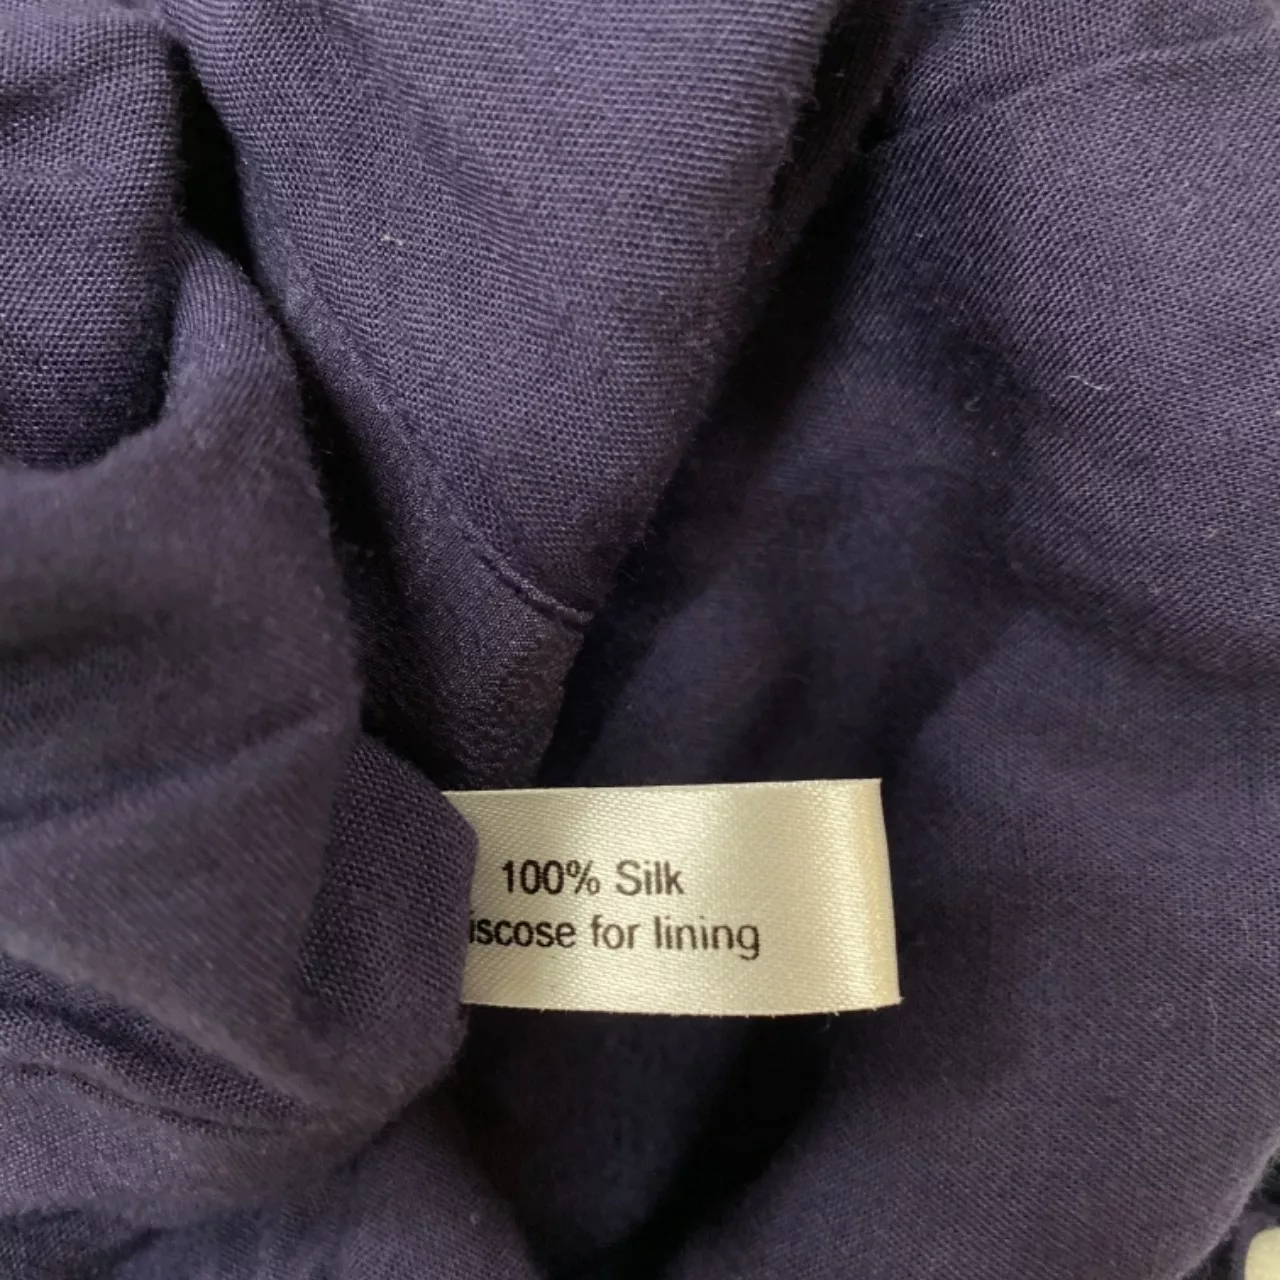 100% Silk
iscose for lining